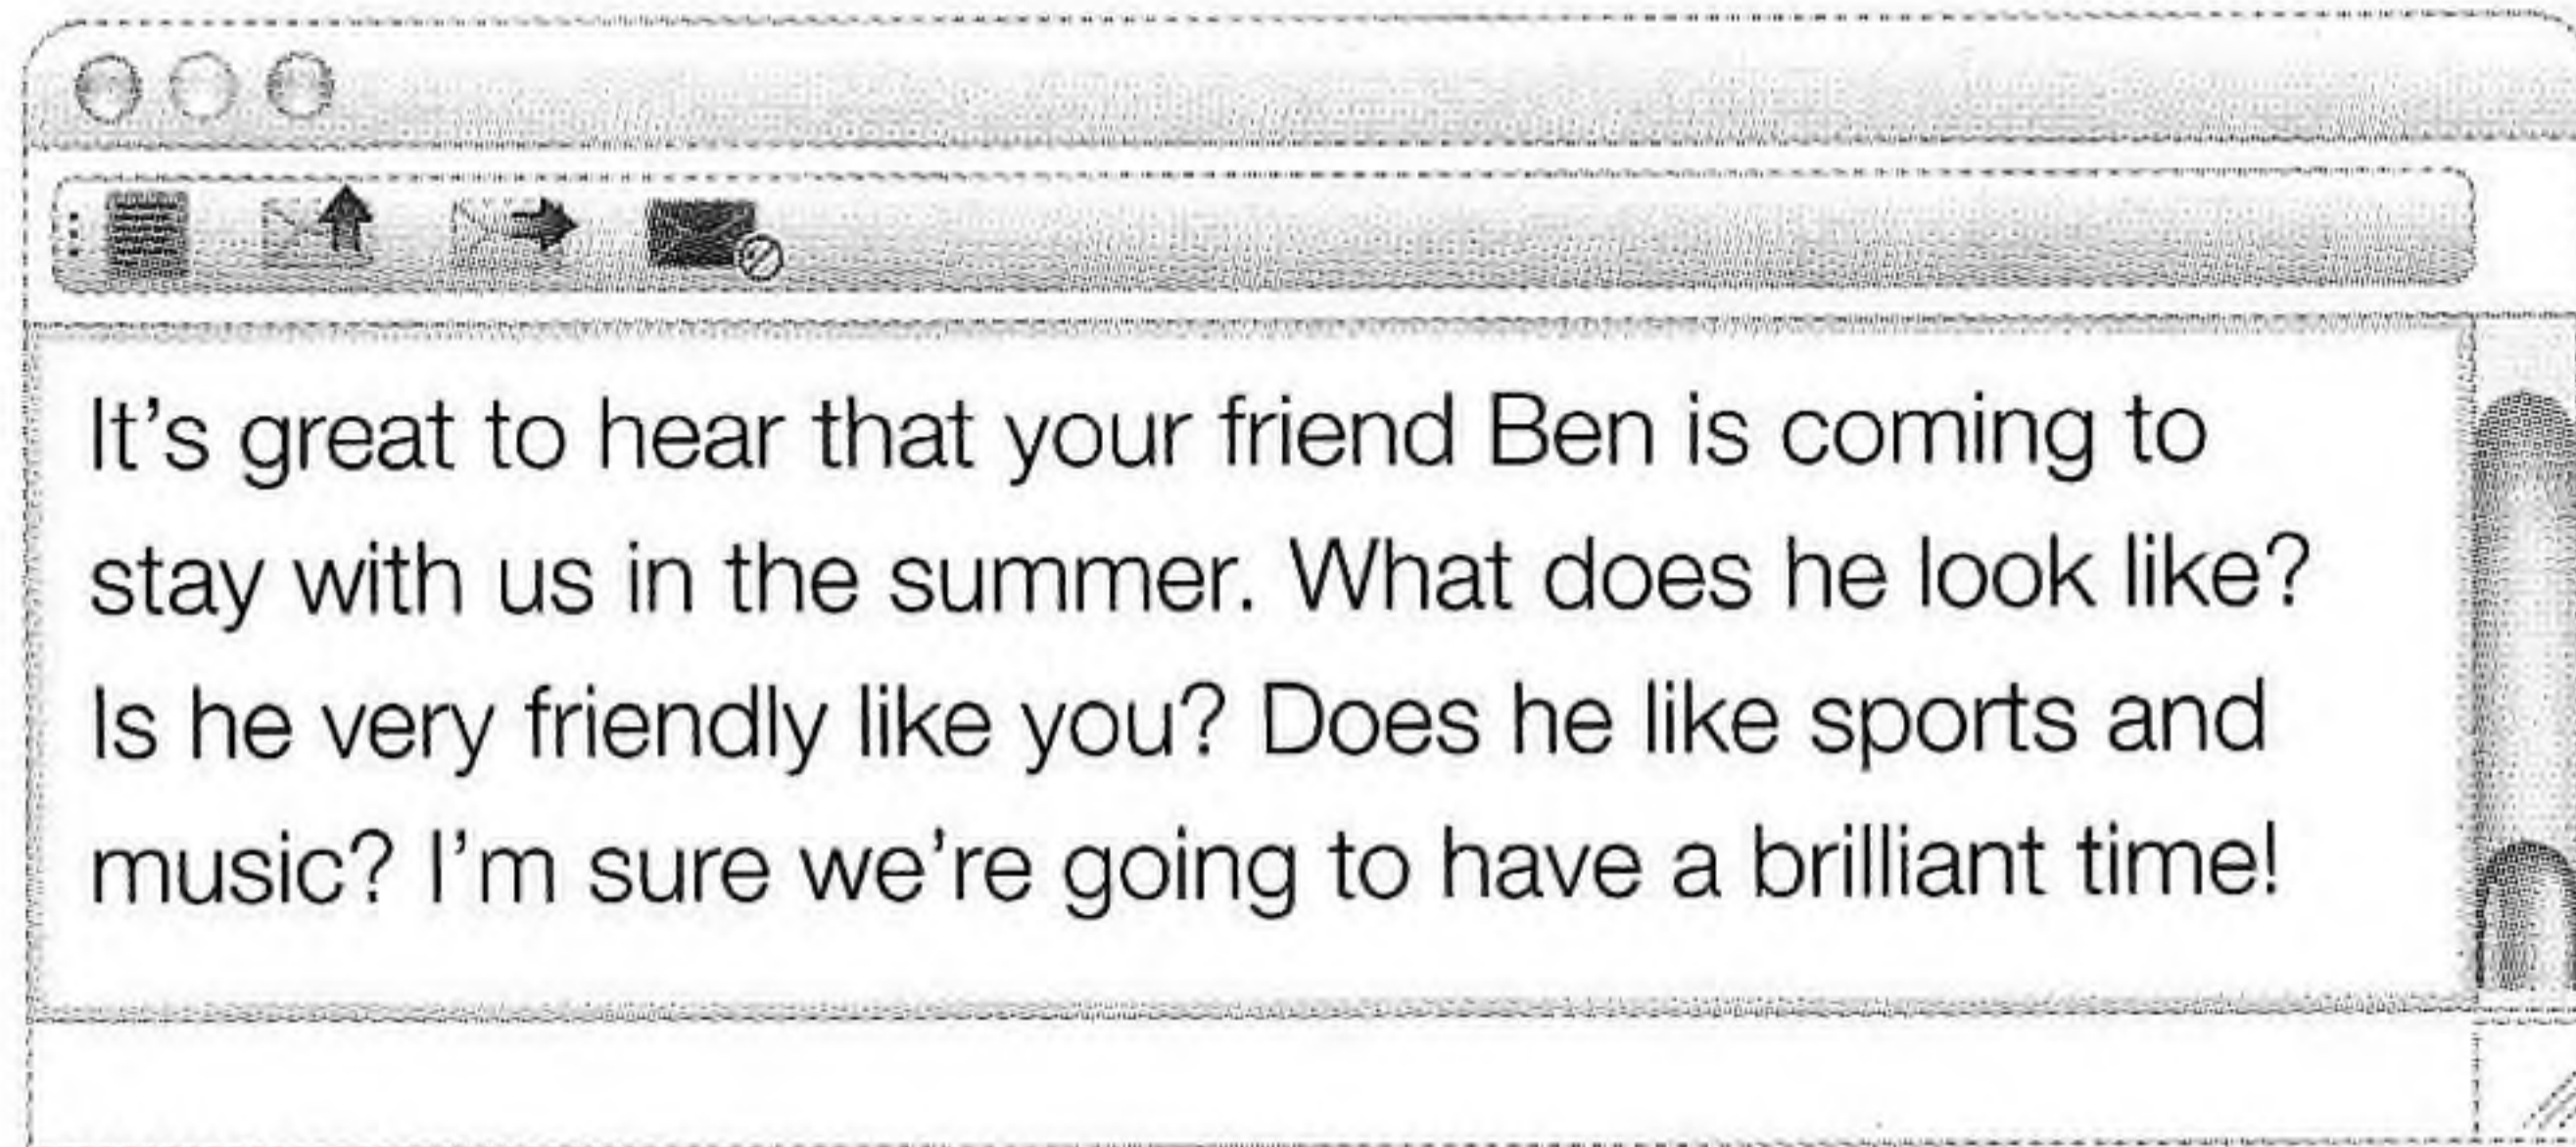 It's great to hear that your friend Ben is coming to
stay with us in the summer. What does he look like?
Is he very friendly like you? Does he like sports and
music? I'm sure we're going to have a brilliant time!